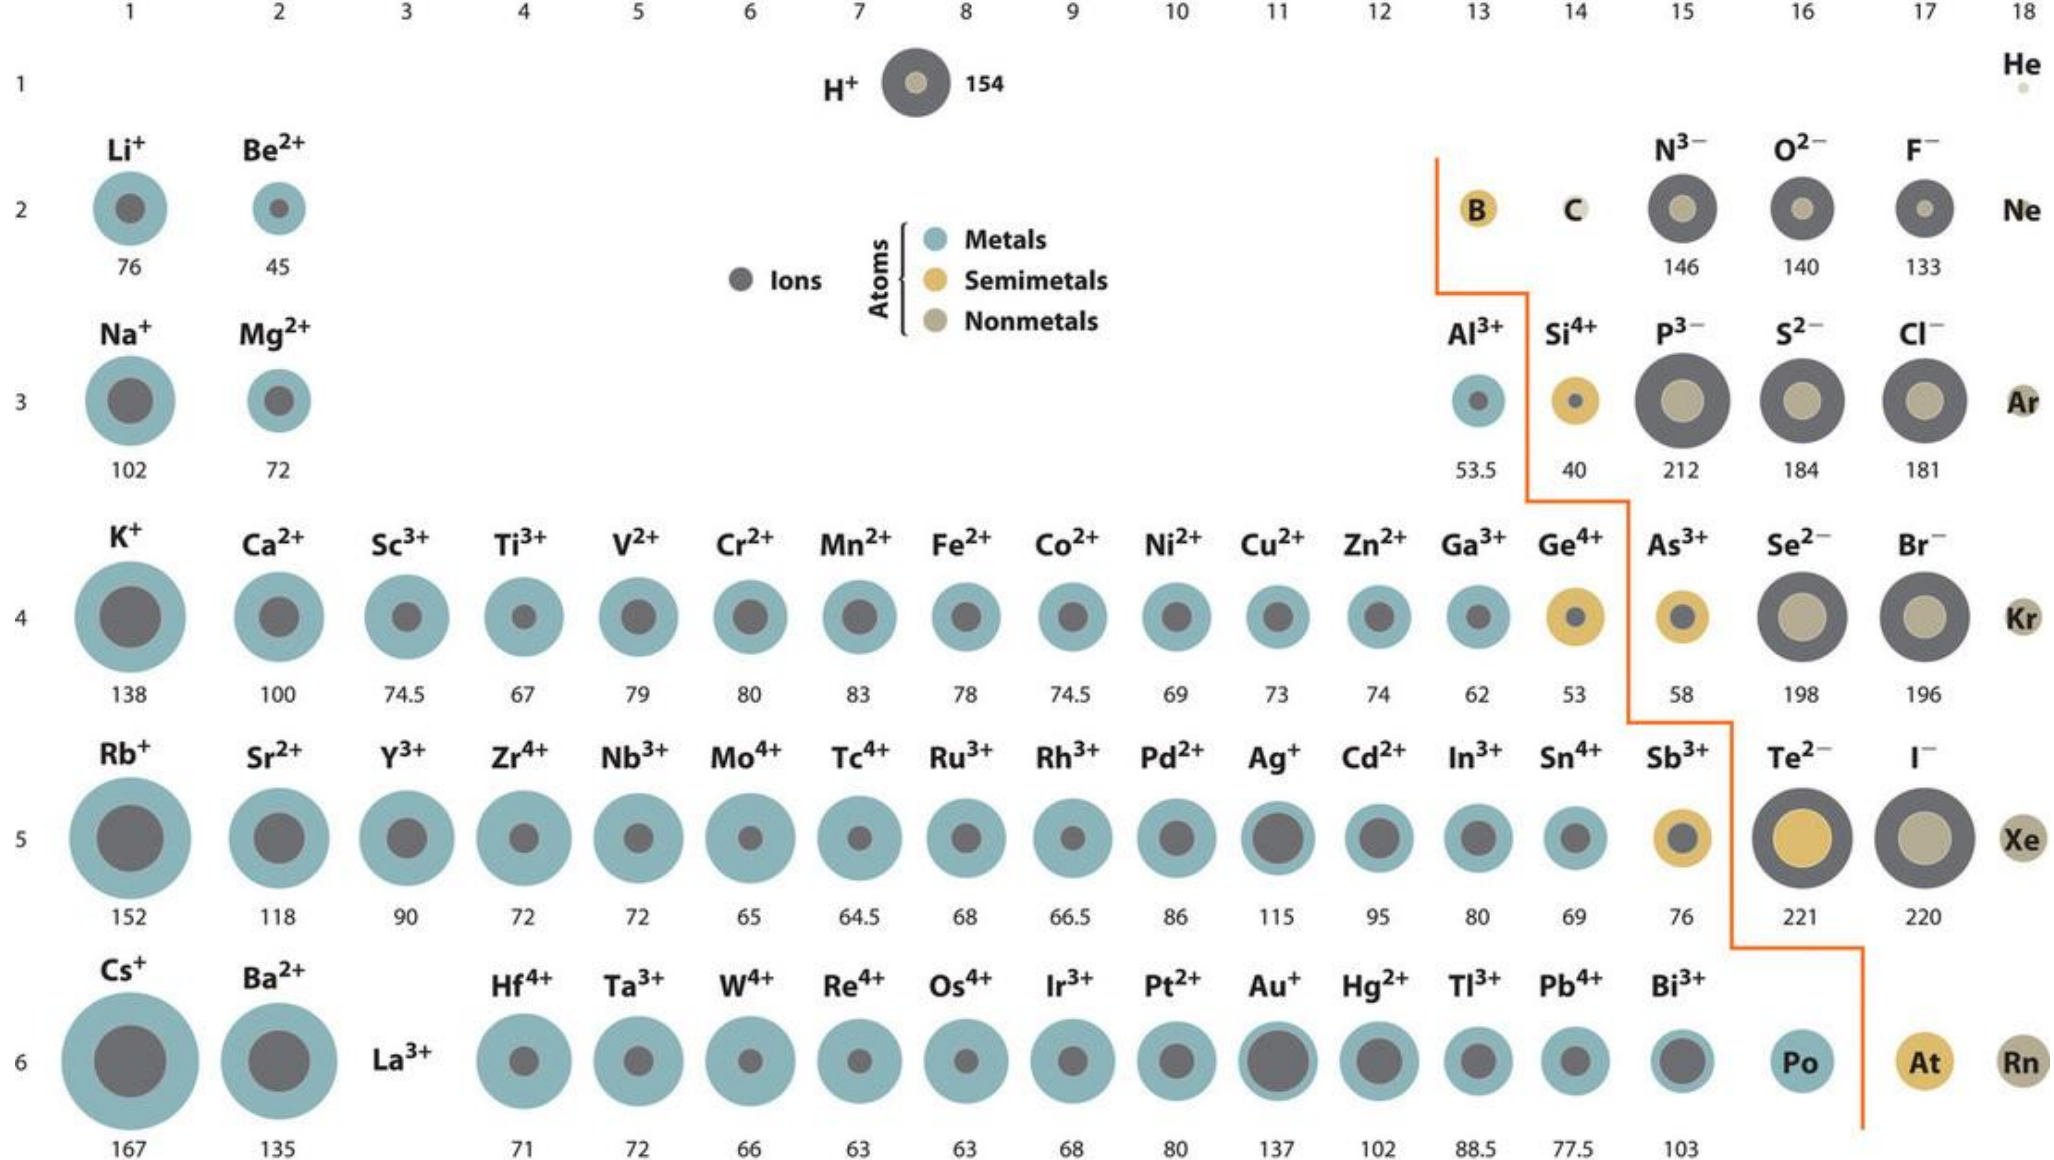 1 2 3 4 5 6 7 8 9 10 11 12 13 14 15 16 17 18
1 H⁺ 154 He
Li⁺ Be²⁺ N³⁻ O²⁻ F⁻
2 B C Ne
76 45 146 140 133
Atoms
Metals
Ions Semimetals
Nonmetals
Na⁺ Mg²⁺ Al³⁺ Si⁴⁺ P³⁻ S²⁻ Cl⁻
3 Ar
102 72 53.5 40 212 184 181
K⁺ Ca²⁺ Sc³⁺ Ti³⁺ V²⁺ Cr²⁺ Mn²⁺ Fe²⁺ Co²⁺ Ni²⁺ Cu²⁺ Zn²⁺ Ga³⁺ Ge⁴⁺ As³⁺ Se²⁻ Br⁻
4 Kr
138 100 74.5 67 79 80 83 78 74.5 69 73 74 62 53 58 198 196
Rb⁺ Sr²⁺ Y³⁺ Zr⁴⁺ Nb³⁺ Mo⁴⁺ Tc⁴⁺ Ru³⁺ Rh³⁺ Pd²⁺ Ag⁺ Cd²⁺ In³⁺ Sn⁴⁺ Sb³⁺ Te²⁻ I⁻
5 Xe
152 118 90 72 72 65 64.5 68 66.5 86 115 95 80 69 76 221 220
Cs⁺ Ba²⁺ Hf⁴⁺ Ta³⁺ W⁴⁺ Re⁴⁺ Os⁴⁺ Ir³⁺ Pt²⁺ Au⁺ Hg²⁺ Tl³⁺ Pb⁴⁺ Bi³⁺
6 La³⁺ Po At Rn
167 135 71 72 66 63 63 68 80 137 102 88.5 77.5 103